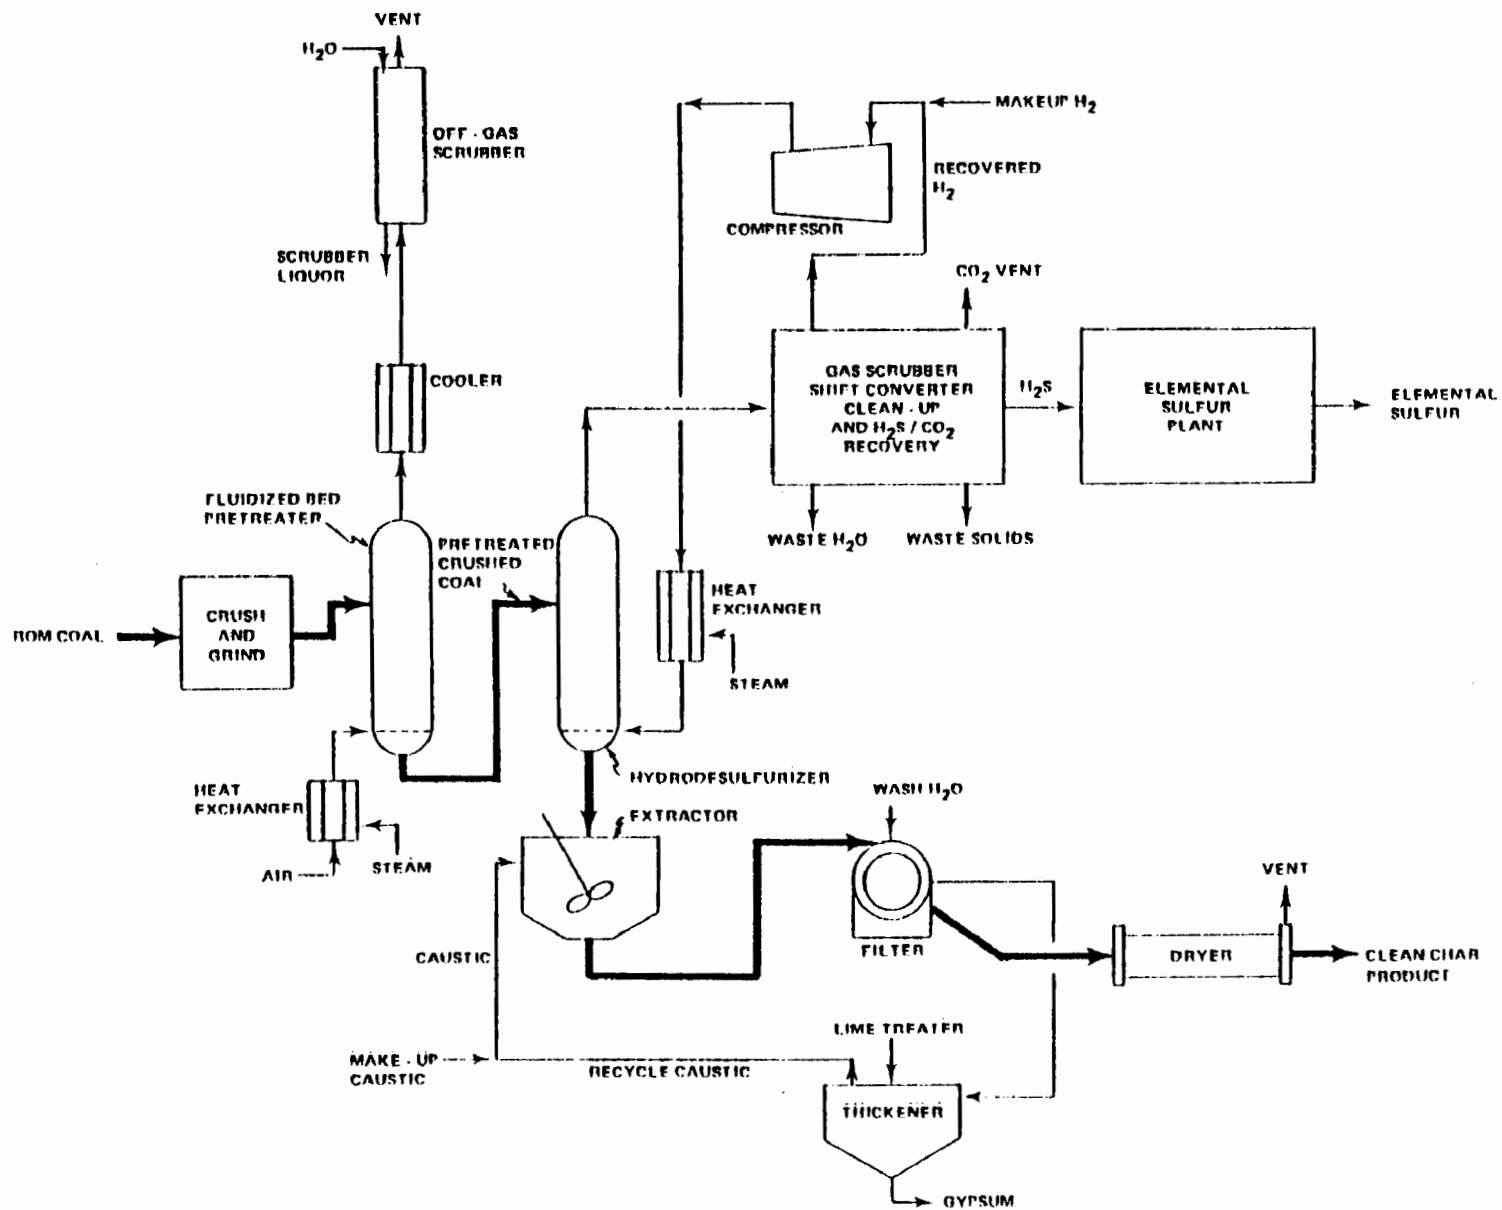 VENT
H2O
OFF - GAS
SCRUBBER
SCRUBBER
LIQUOR
COOLER
FLUIDIZED BED
PRETREATER
PRETREATED
CRUSHED
COAL
ROM COAL
CRUSH
AND
GRIND
HEAT
EXCHANGER
AIR
STEAM
MAKEUP H2
RECOVERED
H2
COMPRESSOR
CO2 VENT
GAS SCRUBBER
SHIFT CONVERTER
CLEAN - UP
AND H2S / CO2
RECOVERY
H2S
ELEMENTAL
SULFUR
PLANT
ELEMENTAL
SULFUR
WASTE H2O
WASTE SOLIDS
HEAT
EXCHANGER
STEAM
HYDRODESULFURIZER
EXTRACTOR
WASH H2O
FILTER
VENT
DRYER
CLEAN CHAR
PRODUCT
CAUSTIC
MAKE - UP
CAUSTIC
RECYCLE CAUSTIC
LIME TREATER
THICKENER
GYPSUM